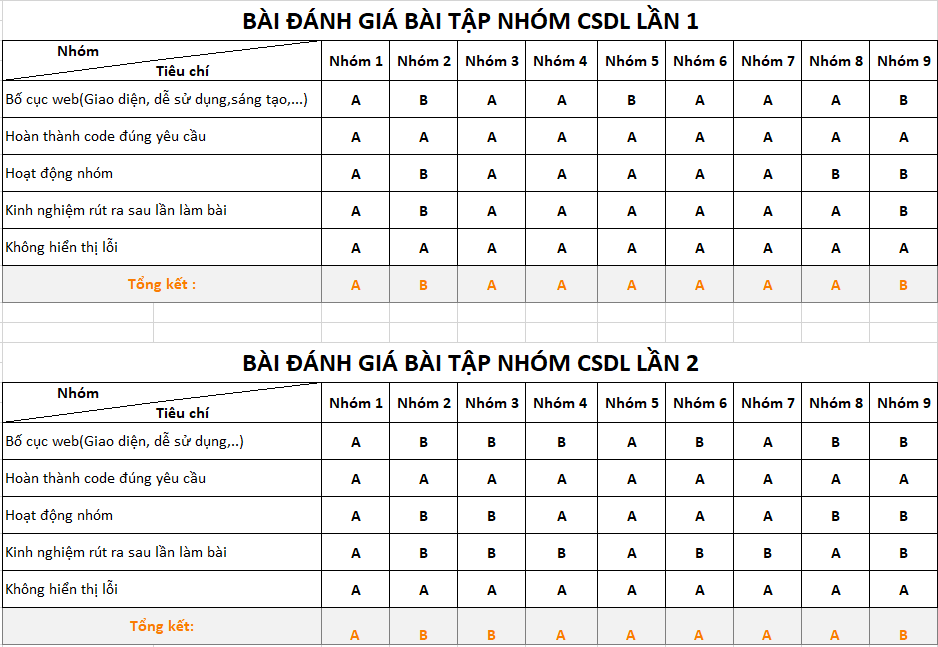 BÀI ĐÁNH GIÁ BÀI TẬP NHÓM CSDL LẦN 1
Nhóm
Tiêu chí
Nhóm 1 Nhóm 2 Nhóm 3 Nhóm 4 Nhóm 5 Nhóm 6 Nhóm 7 Nhóm 8 Nhóm 9
Bố cục web(Giao diện, dễ sử dụng,sáng tạo,...) A B A A B A A A B
Hoàn thành code đúng yêu cầu A A A A A A A A A
Hoạt động nhóm A B A A A A A B B
Kinh nghiệm rút ra sau lần làm bài A B A A A A A A B
Không hiển thị lỗi A A A A A A A A A
Tổng kết : A B A A A A A A B
BÀI ĐÁNH GIÁ BÀI TẬP NHÓM CSDL LẦN 2
Nhóm
Tiêu chí
Nhóm 1 Nhóm 2 Nhóm 3 Nhóm 4 Nhóm 5 Nhóm 6 Nhóm 7 Nhóm 8 Nhóm 9
Bố cục web(Giao diện, dễ sử dụng,..) A B B B A B A B B
Hoàn thành code đúng yêu cầu A A A A A A A A A
Hoạt động nhóm A B B A A A A B B
Kinh nghiệm rút ra sau lần làm bài A B B B A B B A B
Không hiển thị lỗi A A A A A A A A A
Tổng kết: A B B A A A A A B